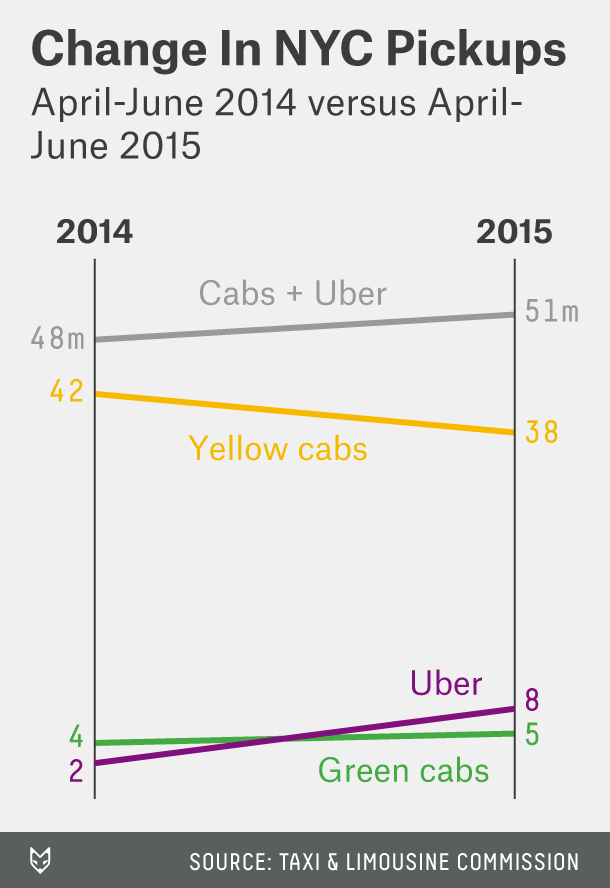 Change In NYC Pickups
April-June 2014 versus April-
June 2015
2014
2015
Cabs + Uber
48m
51m
42
38
Yellow cabs
Uber
8
4
5
2
Green cabs
SOURCE: TAXI & LIMOUSINE COMMISSION